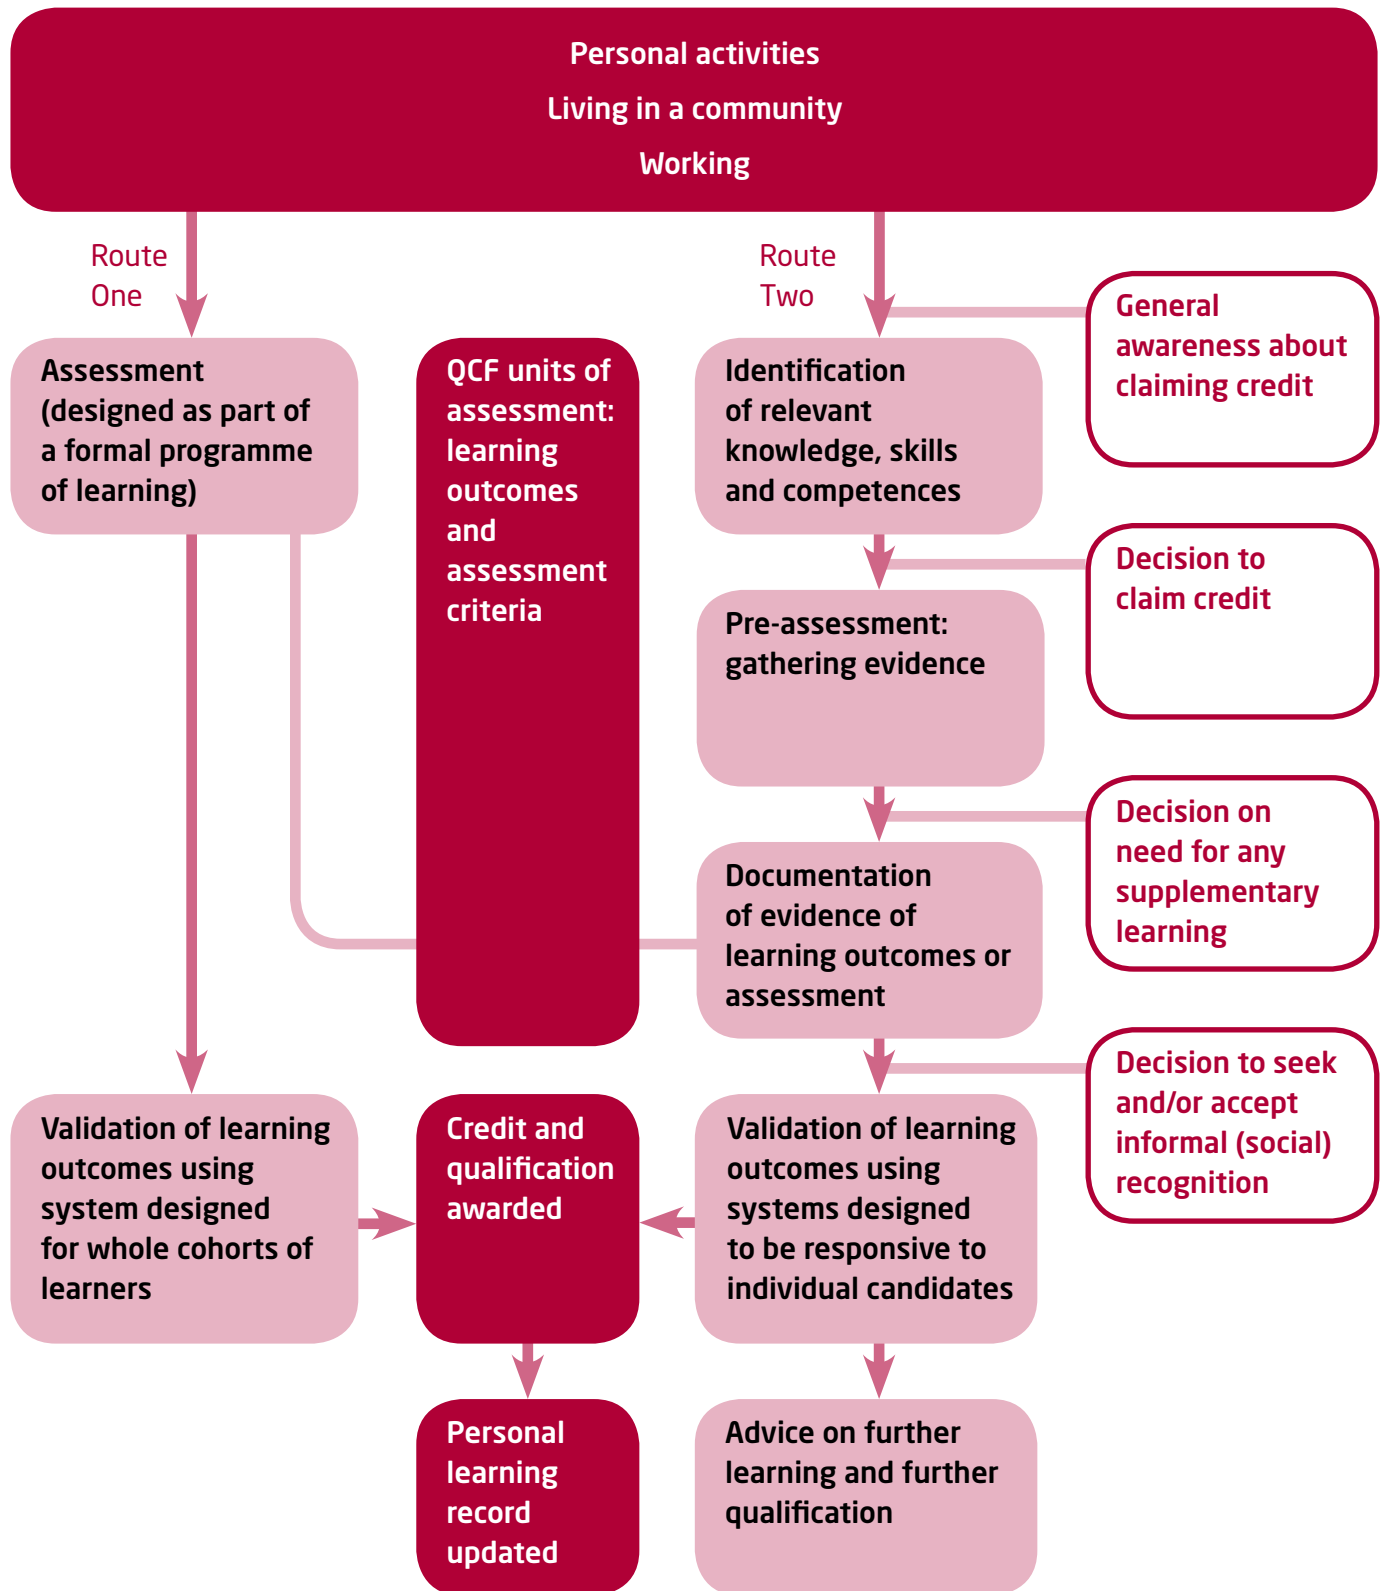 Personal activities
Living in a community
Working
Route
One
Route
Two
General
awareness about
claiming credit
Assessment
(designed as part of
a formal programme
of learning)
QCF units of
assessment:
learning
outcomes
and
assessment
criteria
Identification
of relevant
knowledge, skills
and competences
Decision to
claim credit
Pre-assessment:
gathering evidence
Decision on
need for any
supplementary
learning
Documentation
of evidence of
learning outcomes or
assessment
Decision to seek
and/or accept
informal (social)
recognition
Validation of learning
outcomes using
system designed
for whole cohorts of
learners
Credit and
qualification
awarded
Validation of learning
outcomes using
systems designed
to be responsive to
individual candidates
Personal
learning
record
updated
Advice on further
learning and further
qualification